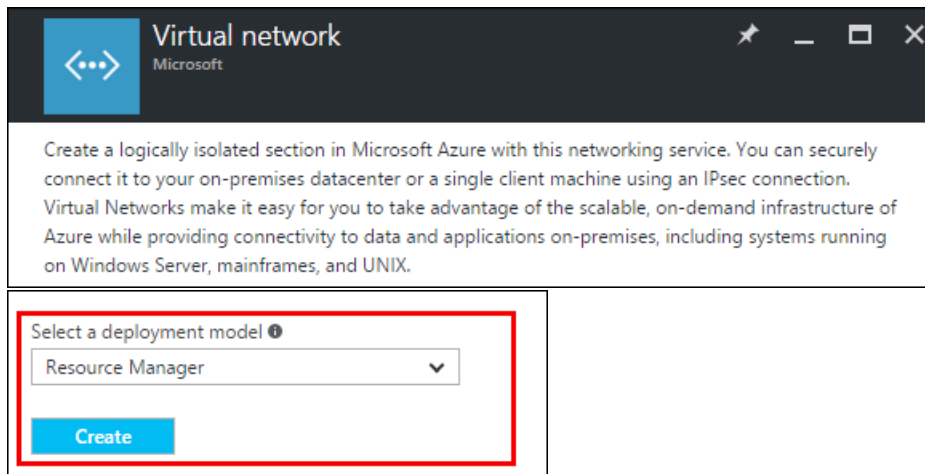 Virtual network
Microsoft
Create a logically isolated section in Microsoft Azure with this networking service. You can securely
connect it to your on-premises datacenter or a single client machine using an IPsec connection.
Virtual Networks make it easy for you to take advantage of the scalable, on-demand infrastructure of
Azure while providing connectivity to data and applications on-premises, including systems running
on Windows Server, mainframes, and UNIX.
Select a deployment model
Resource Manager
Create